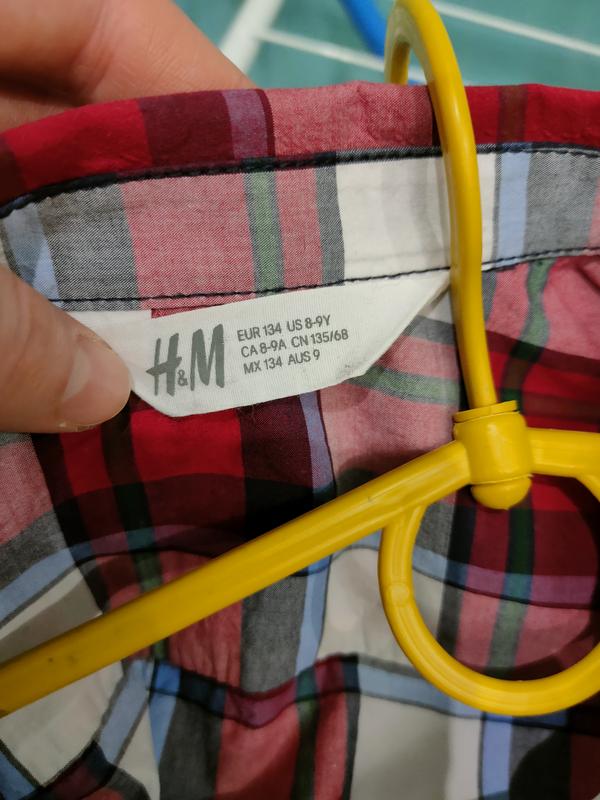 H&M
EUR 134 US 8-9Y
CA 8-9A CN 135/68
MX 134 AUS 9